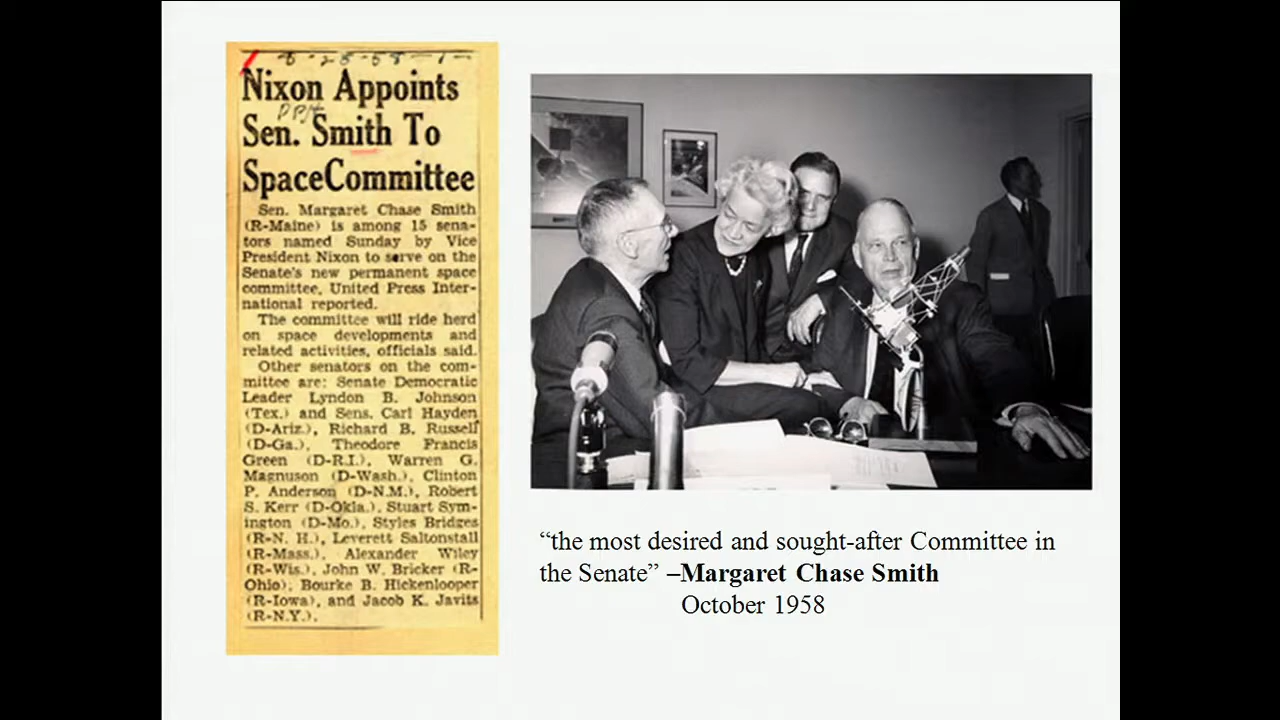 8-25-58-1-
Nixon Appoints
Sen. Smith To
SpaceCommittee
Sen. Margaret Chase Smith
(R-Maine) is among 15 sena-
tors named Sunday by Vice
President Nixon to serve on the
Senate's new permanent space
committee, United Press Inter-
national reported.
The committee will ride herd
on space developments and
related activities, officials said.
Other senators on the com-
mittee are: Senate Democratic
Leader Lyndon B. Johnson
(Tex.) and Sens. Carl Hayden
(D-Ariz.), Richard B. Russell
(D-Ga.), Theodore Francis
Green (D-R.I.), Warren G.
Magnuson (D-Wash.), Clinton
P. Anderson (D-N.M.), Robert
S. Kerr (D-Okla.), Stuart Sym-
ington (D-Mo.), Styles Bridges
(R-N. H.), Leverett Saltonstall
(R-Mass.), Alexander Wiley
(R-Wis.), John W. Bricker (R-
Ohio), Bourke B. Hickenlooper
(R-Iowa), and Jacob K. Javits
(R-N.Y.).
“the most desired and sought-after Committee in
the Senate” –Margaret Chase Smith
October 1958